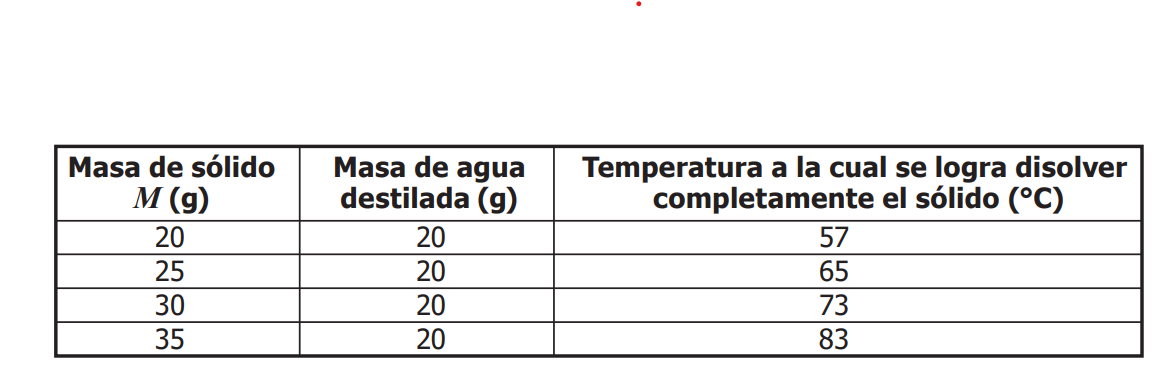 Masa de sólido M (g) Masa de agua destilada (g) Temperatura a la cual se logra disolver completamente el sólido (°C)
20 20 57
25 20 65
30 20 73
35 20 83